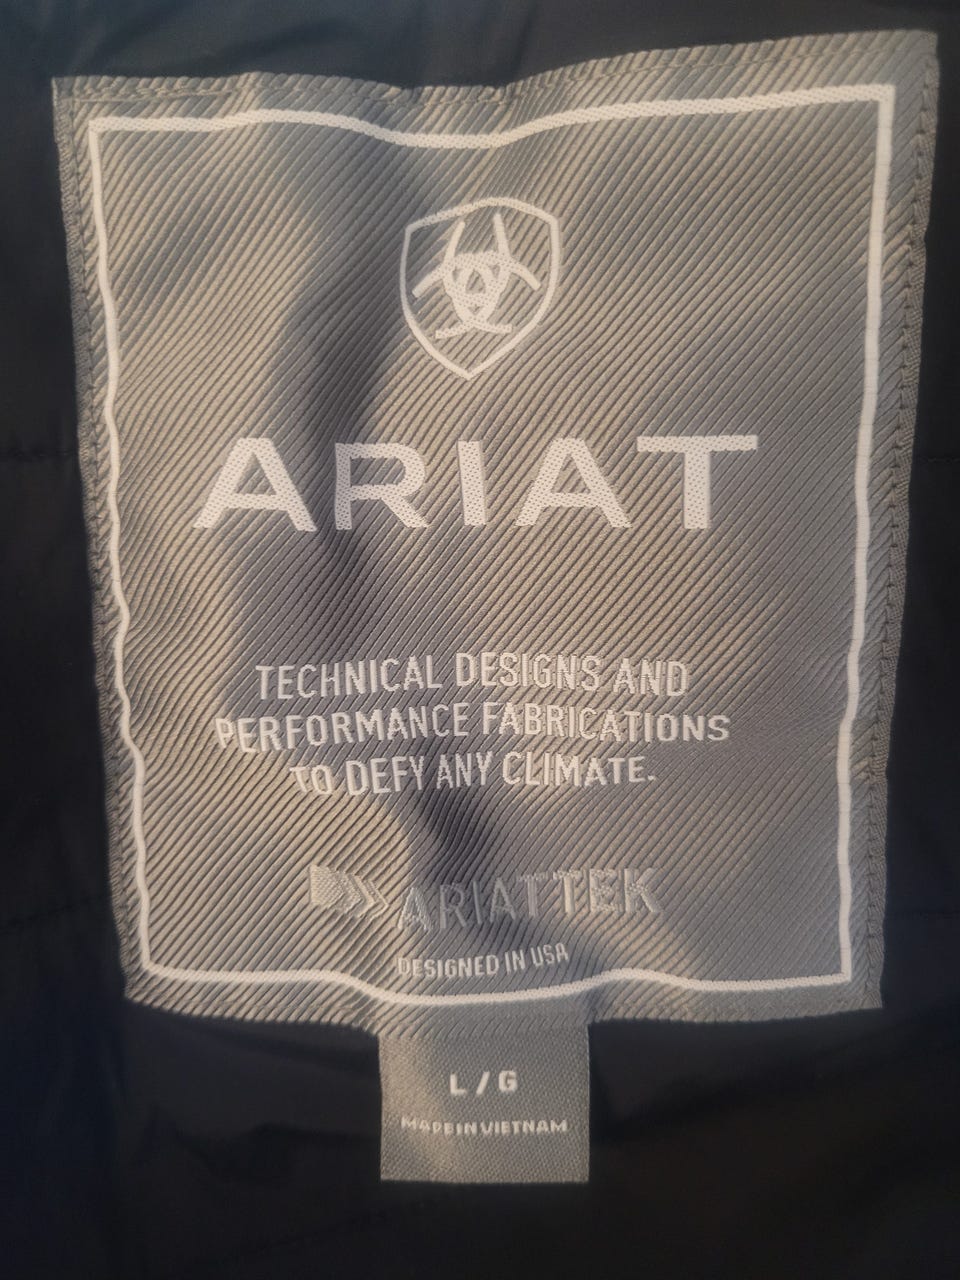 ARIAT
TECHNICAL DESIGNS AND
PERFORMANCE FABRICATIONS
TO DEFY ANY CLIMATE.
ARIATTEK
DESIGNED IN USA
L / G
MADE IN VIETNAM